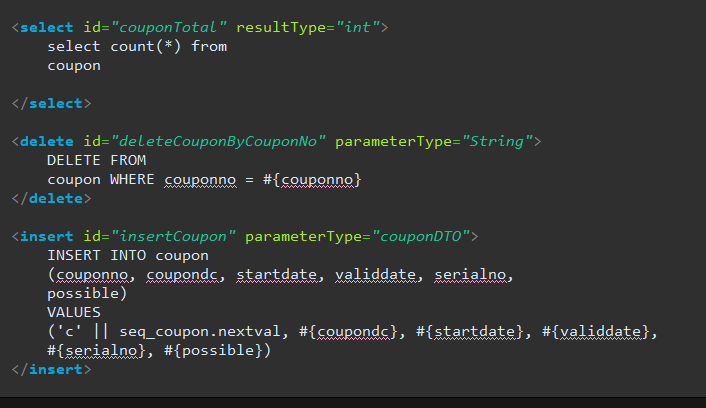 <select id="couponTotal" resultType="int">
select count(*) from
coupon
</select>
<delete id="deleteCouponByCouponNo" parameterType="String">
DELETE FROM
coupon WHERE couponno = #{couponno}
</delete>
<insert id="insertCoupon" parameterType="couponDTO">
INSERT INTO coupon
(couponno, coupondc, startdate, validdate, serialno,
possible)
VALUES
('c' || seq_coupon.nextval, #{coupondc}, #{startdate}, #{validdate},
#{serialno}, #{possible})
</insert>